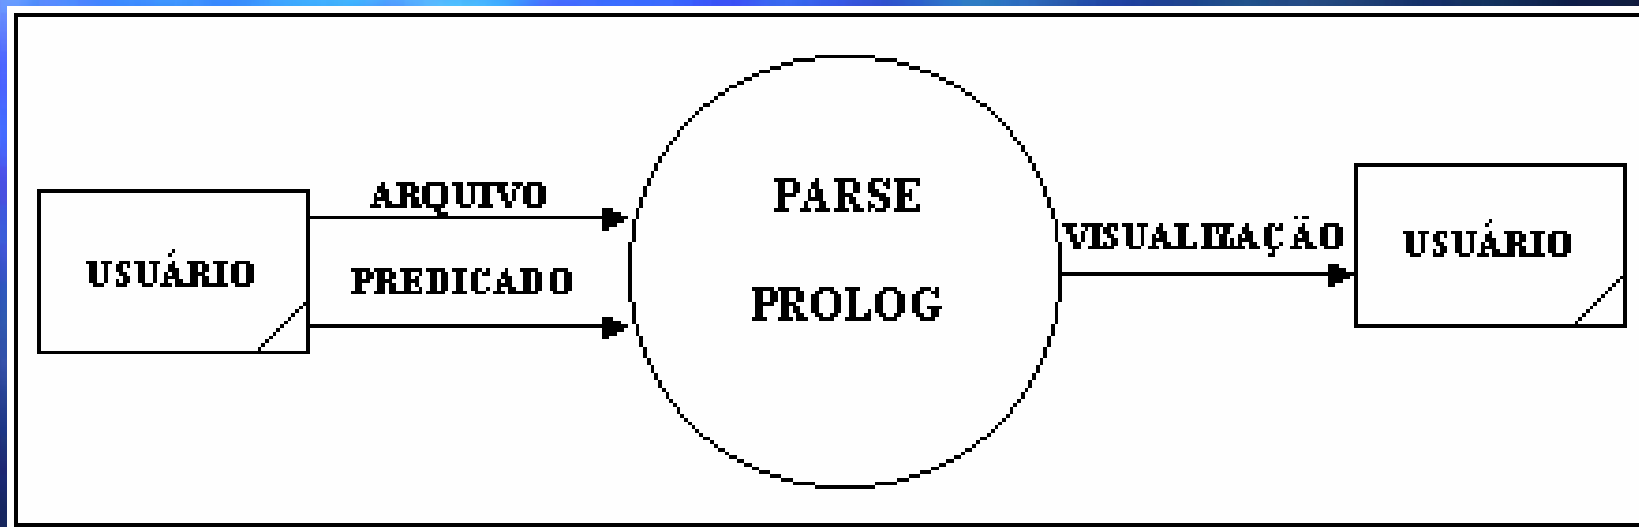 USUÁRIO
ARQUIVO
PREDICADO
PARSE
PROLOG
VISUALIZAÇÃO
USUÁRIO